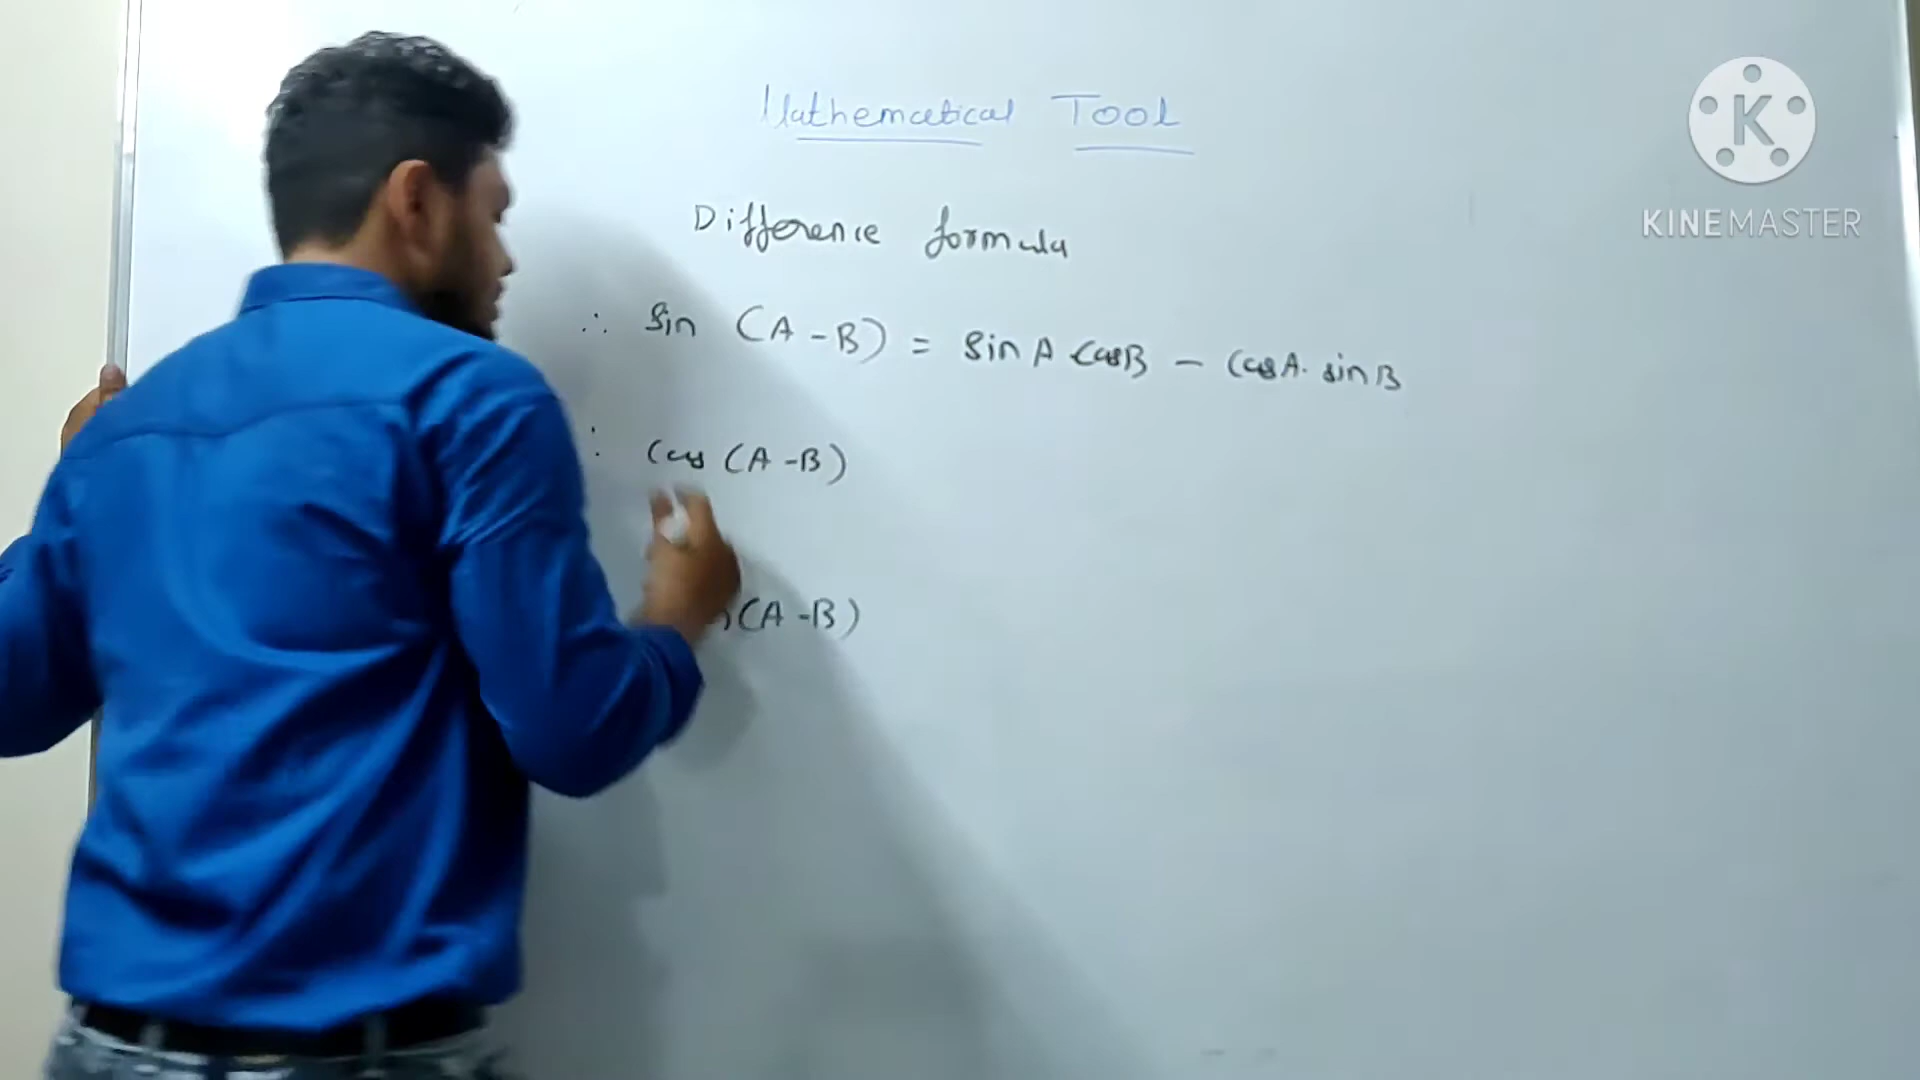 Mathematical Tool
K
KINEMASTER
Difference formula
∴ Sin (A - B) = Sin A Cos B - Cos A. sin B
Cos (A - B)
(A - B)